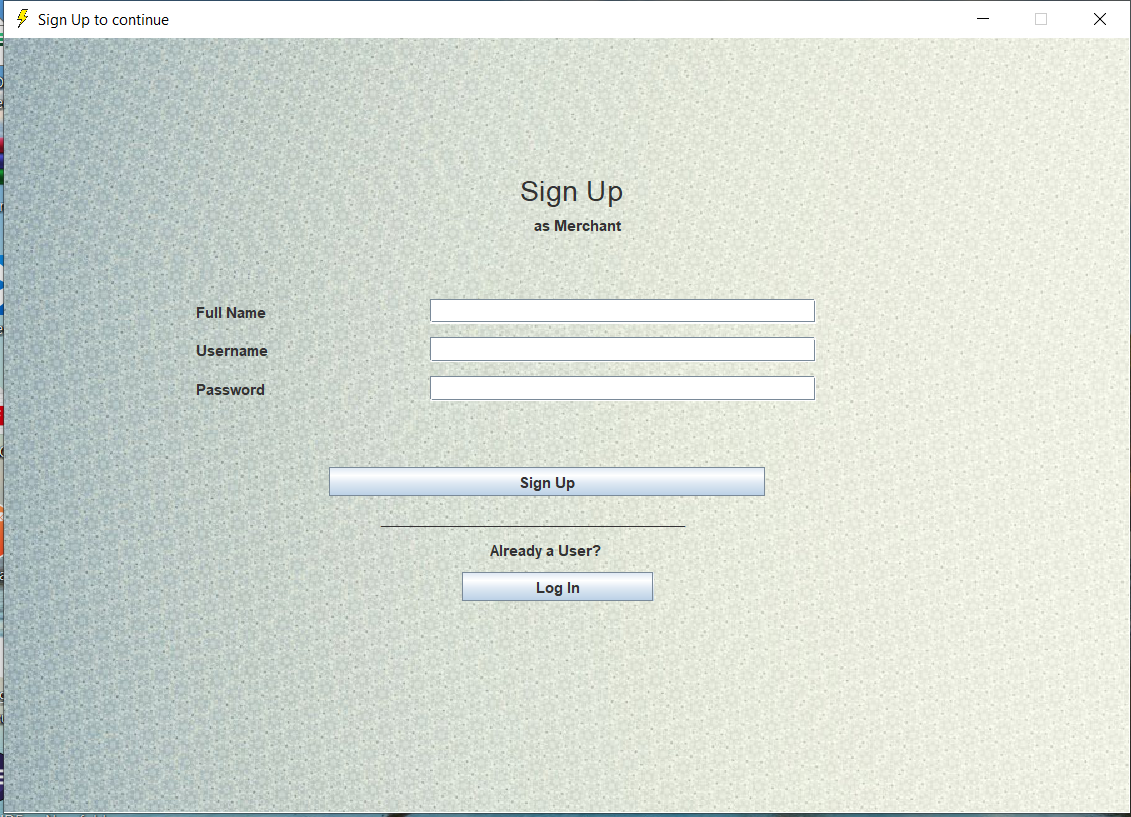 Sign Up to continue
Sign Up
as Merchant
Full Name
Username
Password
Sign Up
Already a User?
Log In